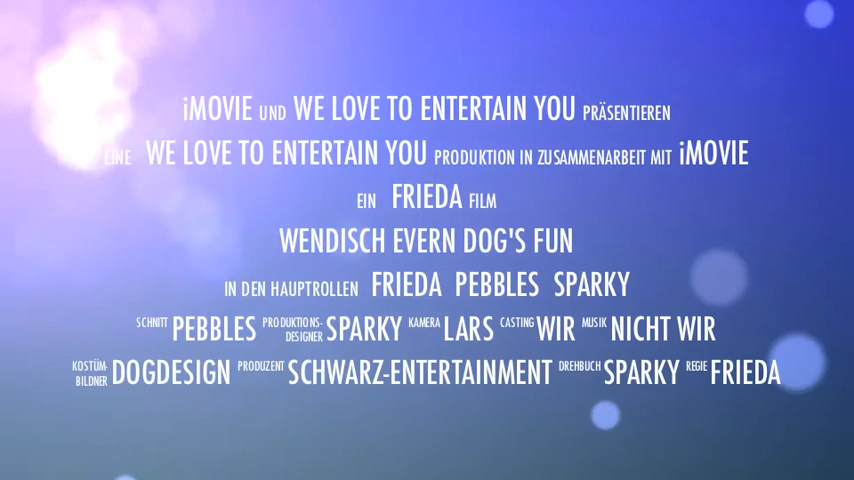 iMOVIE UND WE LOVE TO ENTERTAIN YOU PRÄSENTIEREN
EINE WE LOVE TO ENTERTAIN YOU PRODUKTION IN ZUSAMMENARBEIT MIT iMOVIE
EIN FRIEDA FILM
WENDISCH EVERN DOG'S FUN
IN DEN HAUPTROLLEN FRIEDA PEBBLES SPARKY
SCHNITT PEBBLES PRODUKTIONS-DESIGNER SPARKY KAMERA LARS CASTING WIR MUSIK NICHT WIR
KOSTÜM-BILDNER DOGDESIGN PRODUZENT SCHWARZ-ENTERTAINMENT DREHBUCH SPARKY REGIE FRIEDA